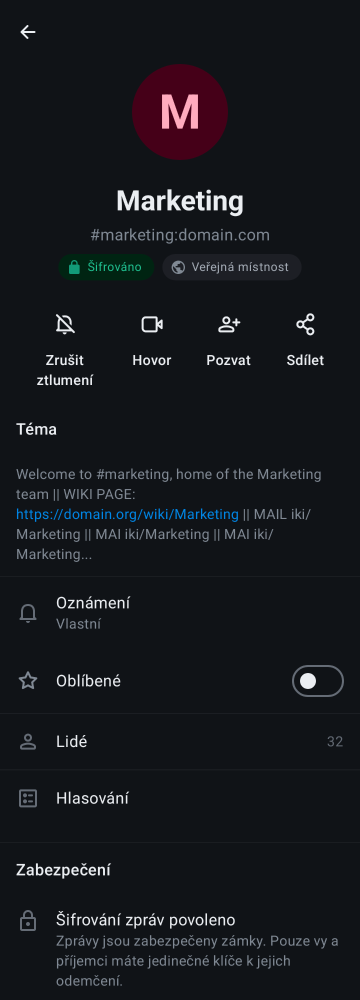 M
Marketing
#marketing:domain.com
Šifrováno
Veřejná místnost
Zrušit
ztlumení
Hovor
Pozvat
Sdílet
Téma
Welcome to #marketing, home of the Marketing
team || WIKI PAGE:
https://domain.org/wiki/Marketing || MAIL iki/
Marketing || MAI iki/Marketing || MAI iki/
Marketing...
Oznámení
Vlastní
Oblíbené
Lidé
32
Hlasování
Zabezpečení
Šifrování zpráv povoleno
Zprávy jsou zabezpečeny zámky. Pouze vy a
příjemci máte jedinečné klíče k jejich
odemčení.